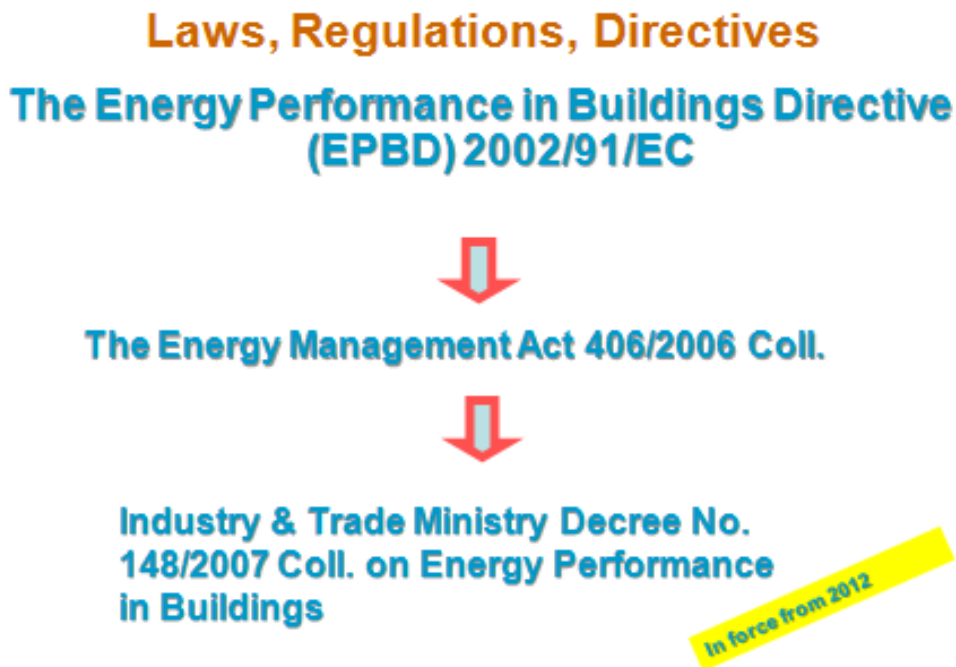 Laws, Regulations, Directives
The Energy Performance in Buildings Directive
(EPBD) 2002/91/EC
The Energy Management Act 406/2006 Coll.
Industry & Trade Ministry Decree No.
148/2007 Coll. on Energy Performance
in Buildings
In force from 2012